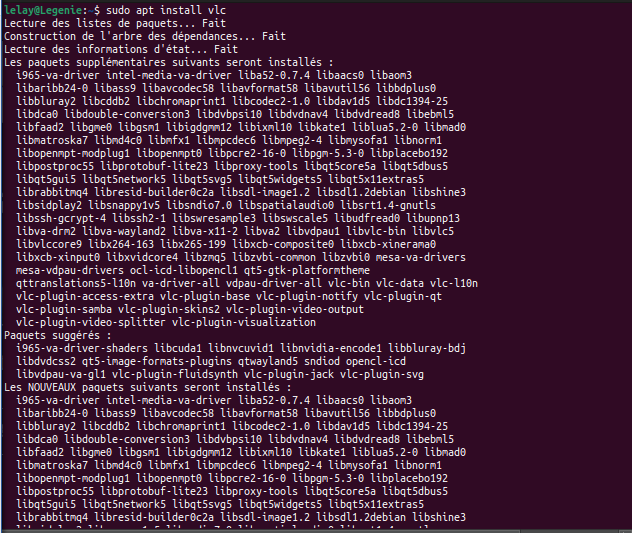 lelay@Legenie:~$ sudo apt install vlc
Lecture des listes de paquets... Fait
Construction de l'arbre des dépendances... Fait
Lecture des informations d'état... Fait
Les paquets supplémentaires suivants seront installés :
i965-va-driver intel-media-va-driver liba52-0.7.4 libaacs0 libaom3
libaribb24-0 libass9 libavcodec58 libavformat58 libavutil56 libbdplus0
libbluray2 libcddb2 libchromaprint1 libcodec2-1.0 libdav1d5 libdc1394-25
libdca0 libdouble-conversion3 libdvbpsi10 libdvdnav4 libdvdread8 libebml5
libfaad2 libgme0 libgsm1 libigdgmm12 libixml10 libkate1 liblua5.2-0 libmad0
libmatroska7 libmd4c0 libmfx1 libmpcdec6 libmpeg2-4 libmysofa1 libnorm1
libopenmpt-modplug1 libopenmpt0 libpcre2-16-0 libpgm-5.3-0 libplacebo192
libpostproc55 libprotobuf-lite23 libproxy-tools libqt5core5a libqt5dbus5
libqt5gui5 libqt5network5 libqt5svg5 libqt5widgets5 libqt5x11extras5
librabbitmq4 libresid-builder0c2a libsdl-image1.2 libsdl1.2debian libshine3
libsidplay2 libsnappy1v5 libsndio7.0 libspatialaudio0 libsrt1.4-gnutls
libssh-gcrypt-4 libssh2-1 libswresample3 libswscale5 libudfread0 libupnp13
libva-drm2 libva-wayland2 libva-x11-2 libva2 libvdpau1 libvlc-bin libvlc5
libvlccore9 libx264-163 libx265-199 libxcb-composite0 libxcb-xinerama0
libxcb-xinput0 libxvidcore4 libzmq5 libzvbi-common libzvbi0 mesa-va-drivers
mesa-vdpau-drivers ocl-icd-libopencl1 qt5-gtk-platformtheme
qttranslations5-l10n va-driver-all vdpau-driver-all vlc-bin vlc-data vlc-l10n
vlc-plugin-access-extra vlc-plugin-base vlc-plugin-notify vlc-plugin-qt
vlc-plugin-samba vlc-plugin-skins2 vlc-plugin-video-output
vlc-plugin-video-splitter vlc-plugin-visualization
Paquets suggérés :
i965-va-driver-shaders libcuda1 libnvcuvid1 libnvidia-encode1 libbluray-bdj
libdvdcss2 qt5-image-formats-plugins qtwayland5 sndiod opencl-icd
libvdpau-va-gl1 vlc-plugin-fluidsynth vlc-plugin-jack vlc-plugin-svg
Les NOUVEAUX paquets suivants seront installés :
i965-va-driver intel-media-va-driver liba52-0.7.4 libaacs0 libaom3
libaribb24-0 libass9 libavcodec58 libavformat58 libavutil56 libbdplus0
libbluray2 libcddb2 libchromaprint1 libcodec2-1.0 libdav1d5 libdc1394-25
libdca0 libdouble-conversion3 libdvbpsi10 libdvdnav4 libdvdread8 libebml5
libfaad2 libgme0 libgsm1 libigdgmm12 libixml10 libkate1 liblua5.2-0 libmad0
libmatroska7 libmd4c0 libmfx1 libmpcdec6 libmpeg2-4 libmysofa1 libnorm1
libopenmpt-modplug1 libopenmpt0 libpcre2-16-0 libpgm-5.3-0 libplacebo192
libpostproc55 libprotobuf-lite23 libproxy-tools libqt5core5a libqt5dbus5
libqt5gui5 libqt5network5 libqt5svg5 libqt5widgets5 libqt5x11extras5
librabbitmq4 libresid-builder0c2a libsdl-image1.2 libsdl1.2debian libshine3